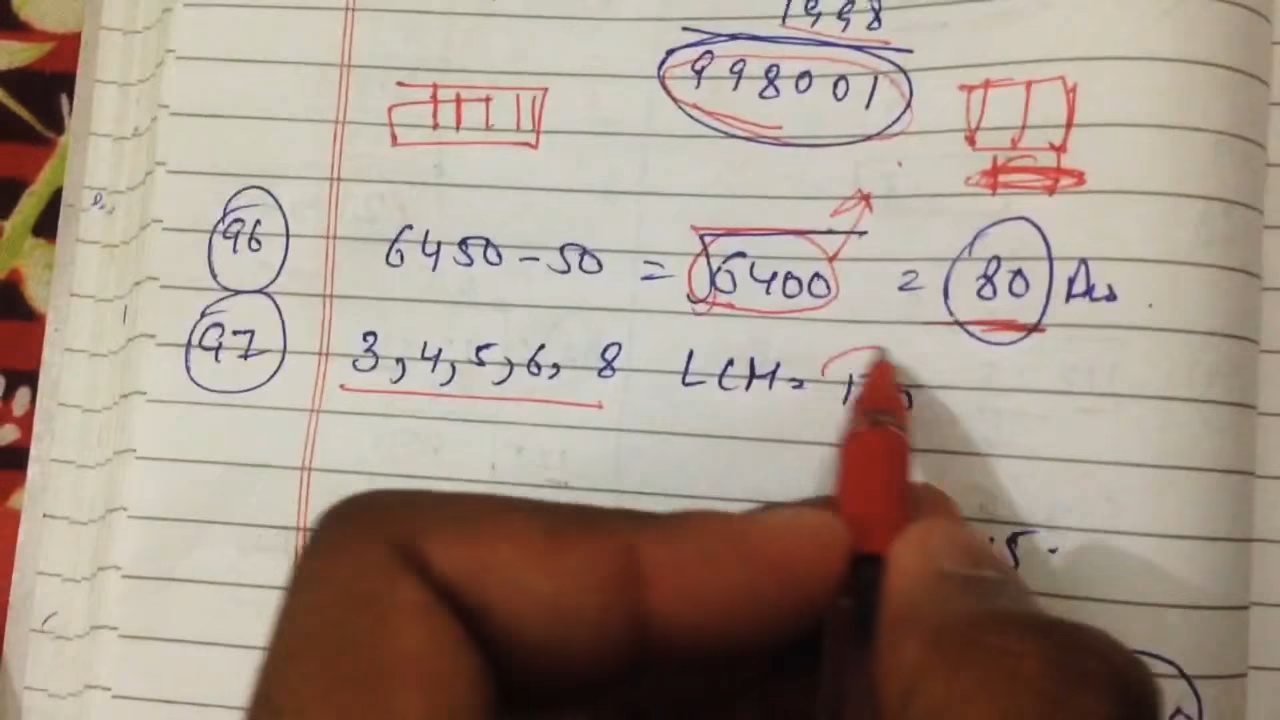 1998
998001
96 6450 - 50 = √6400 = 80 Ans.
97 3, 4, 5, 6, 8 LCM =